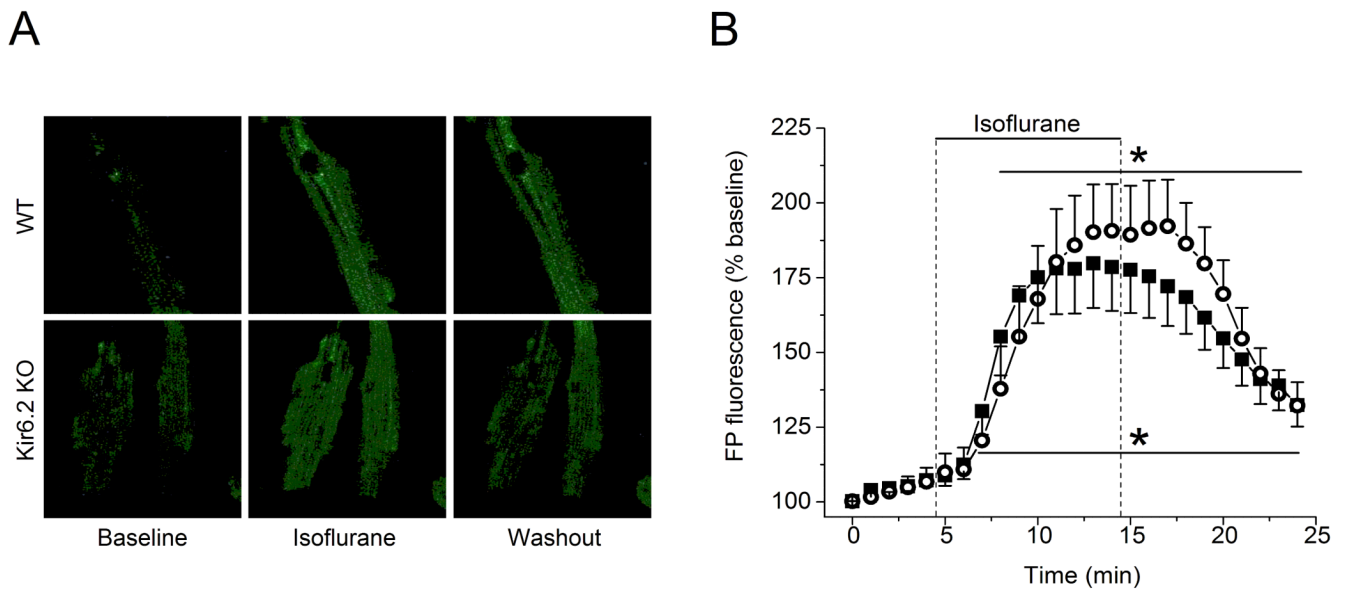 A
WT
Kir6.2 KO
Baseline
Isoflurane
Washout
B
Isoflurane
*
*
FP fluorescence (% baseline)
225
200
175
150
125
100
0
5
10
15
20
25
Time (min)